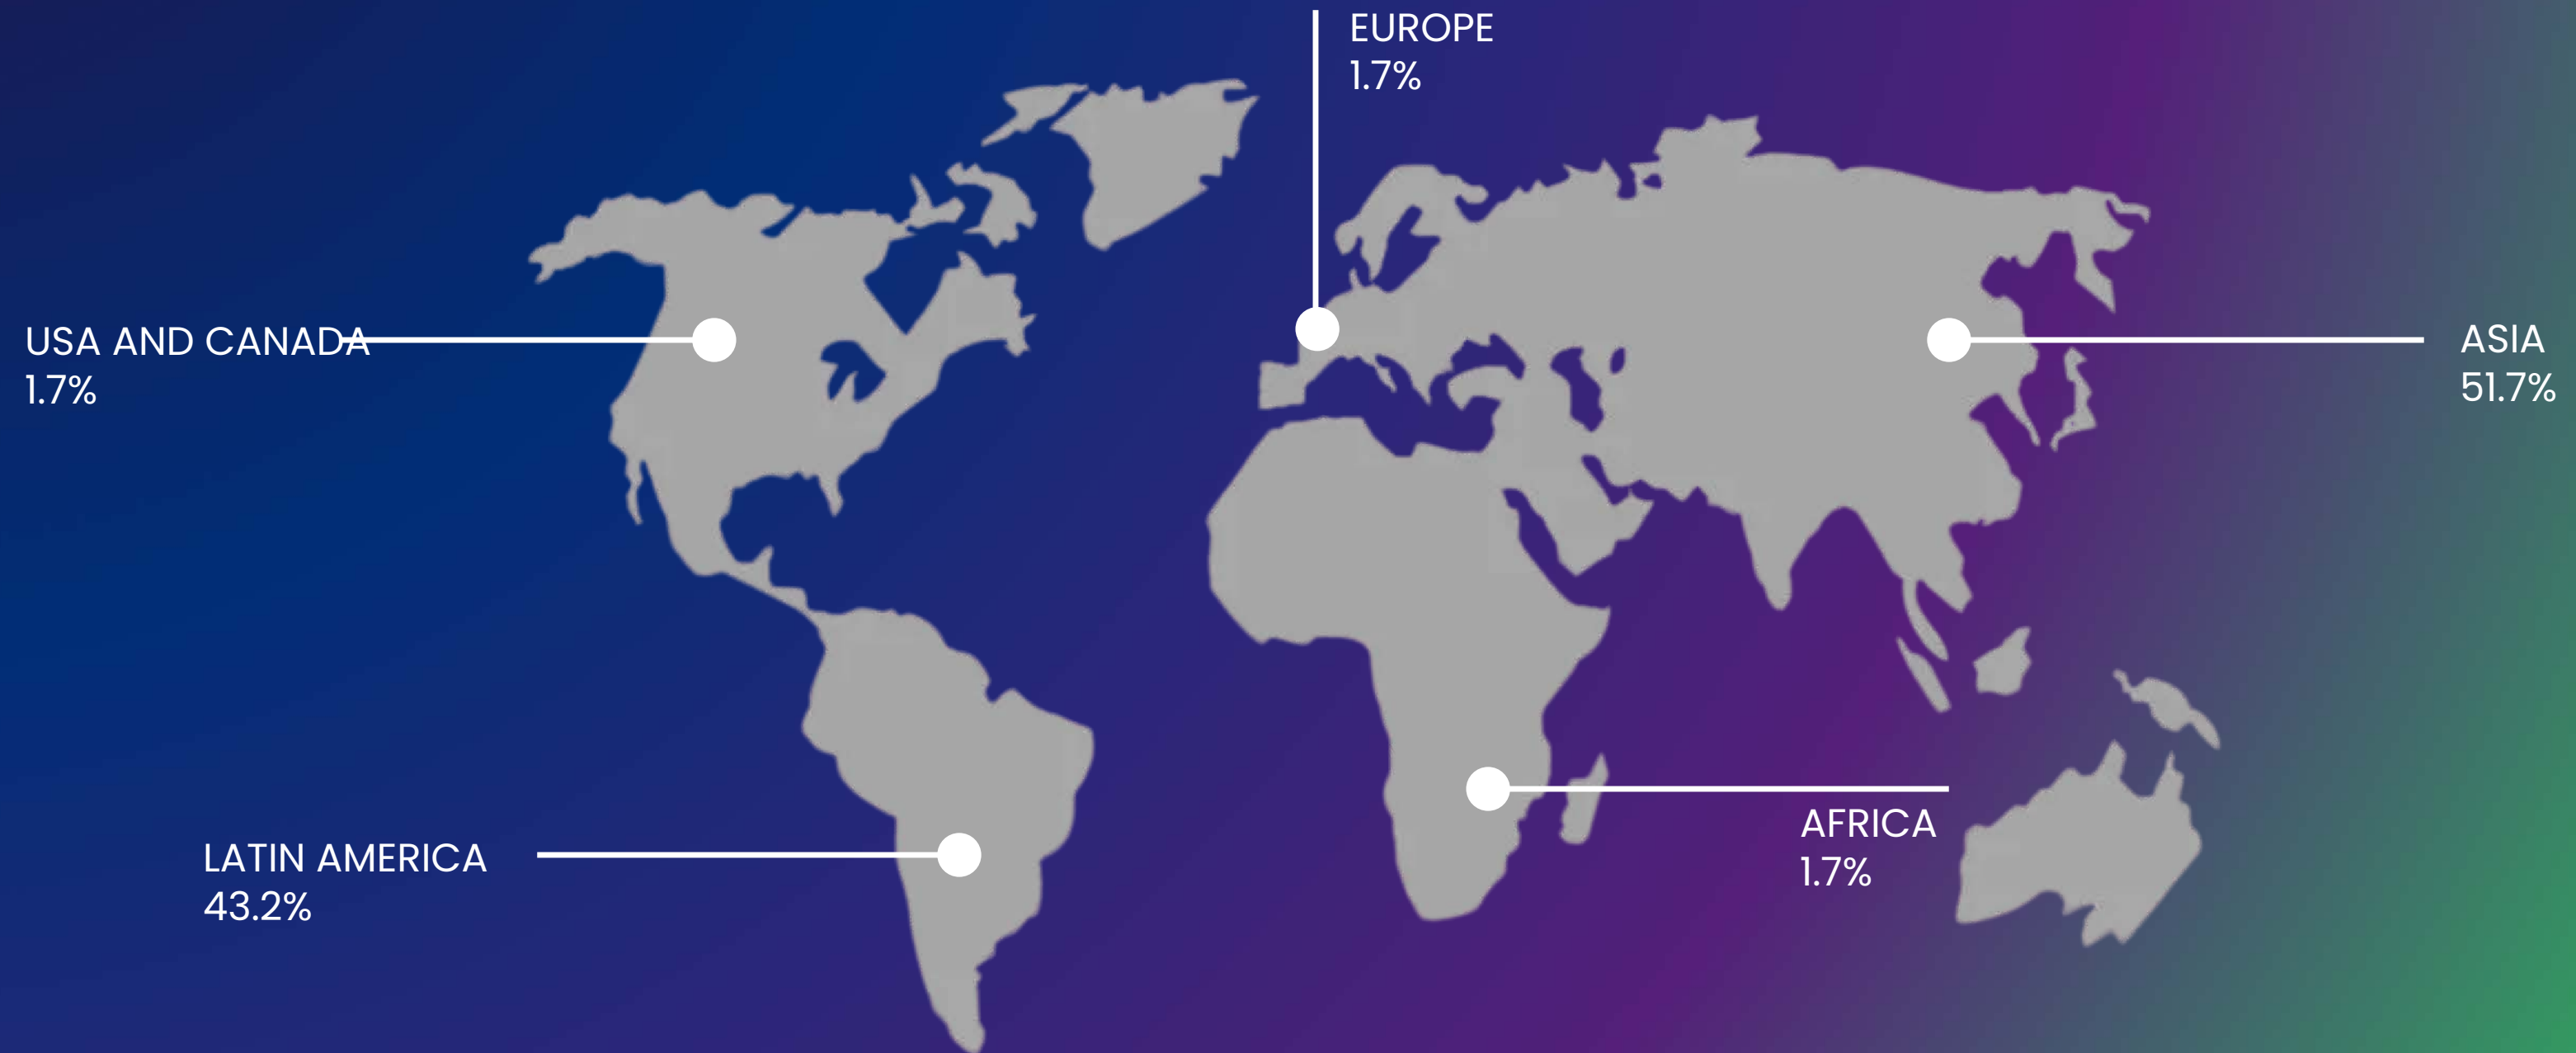 EUROPE
1.7%
USA AND CANADA
1.7%
ASIA
51.7%
AFRICA
1.7%
LATIN AMERICA
43.2%